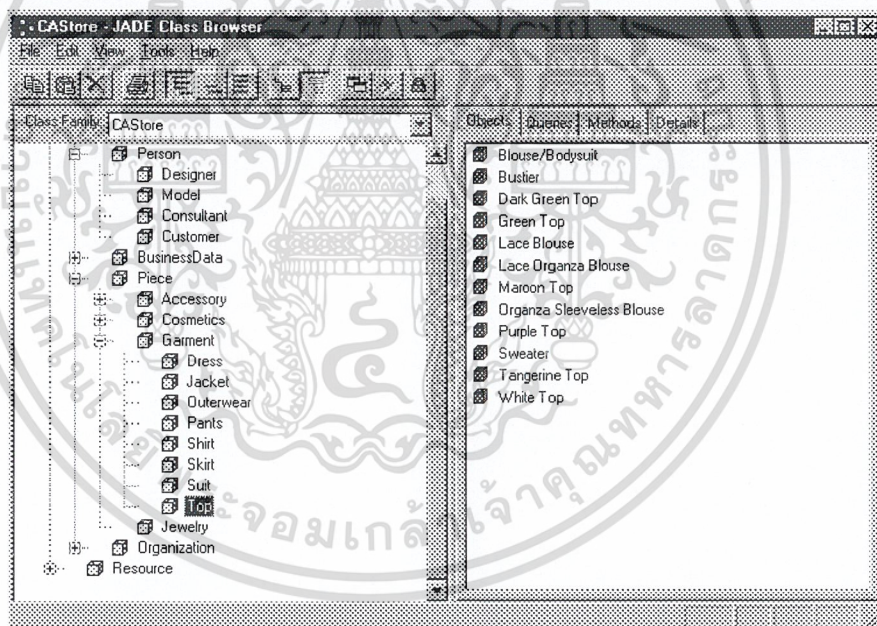 CAStore - JADE Class Browser
File Edit View Tools Help
Class Family: CAStore
Person
Designer
Model
Consultant
Customer
BusinessData
Piece
Accessory
Cosmetics
Garment
Dress
Jacket
Outerwear
Pants
Shirt
Skirt
Suit
Top
Jewelry
Organization
Resource
Objects Queries Methods Details
Blouse/Bodysuit
Bustier
Dark Green Top
Green Top
Lace Blouse
Lace Organza Blouse
Maroon Top
Organza Sleeveless Blouse
Purple Top
Sweater
Tangerine Top
White Top